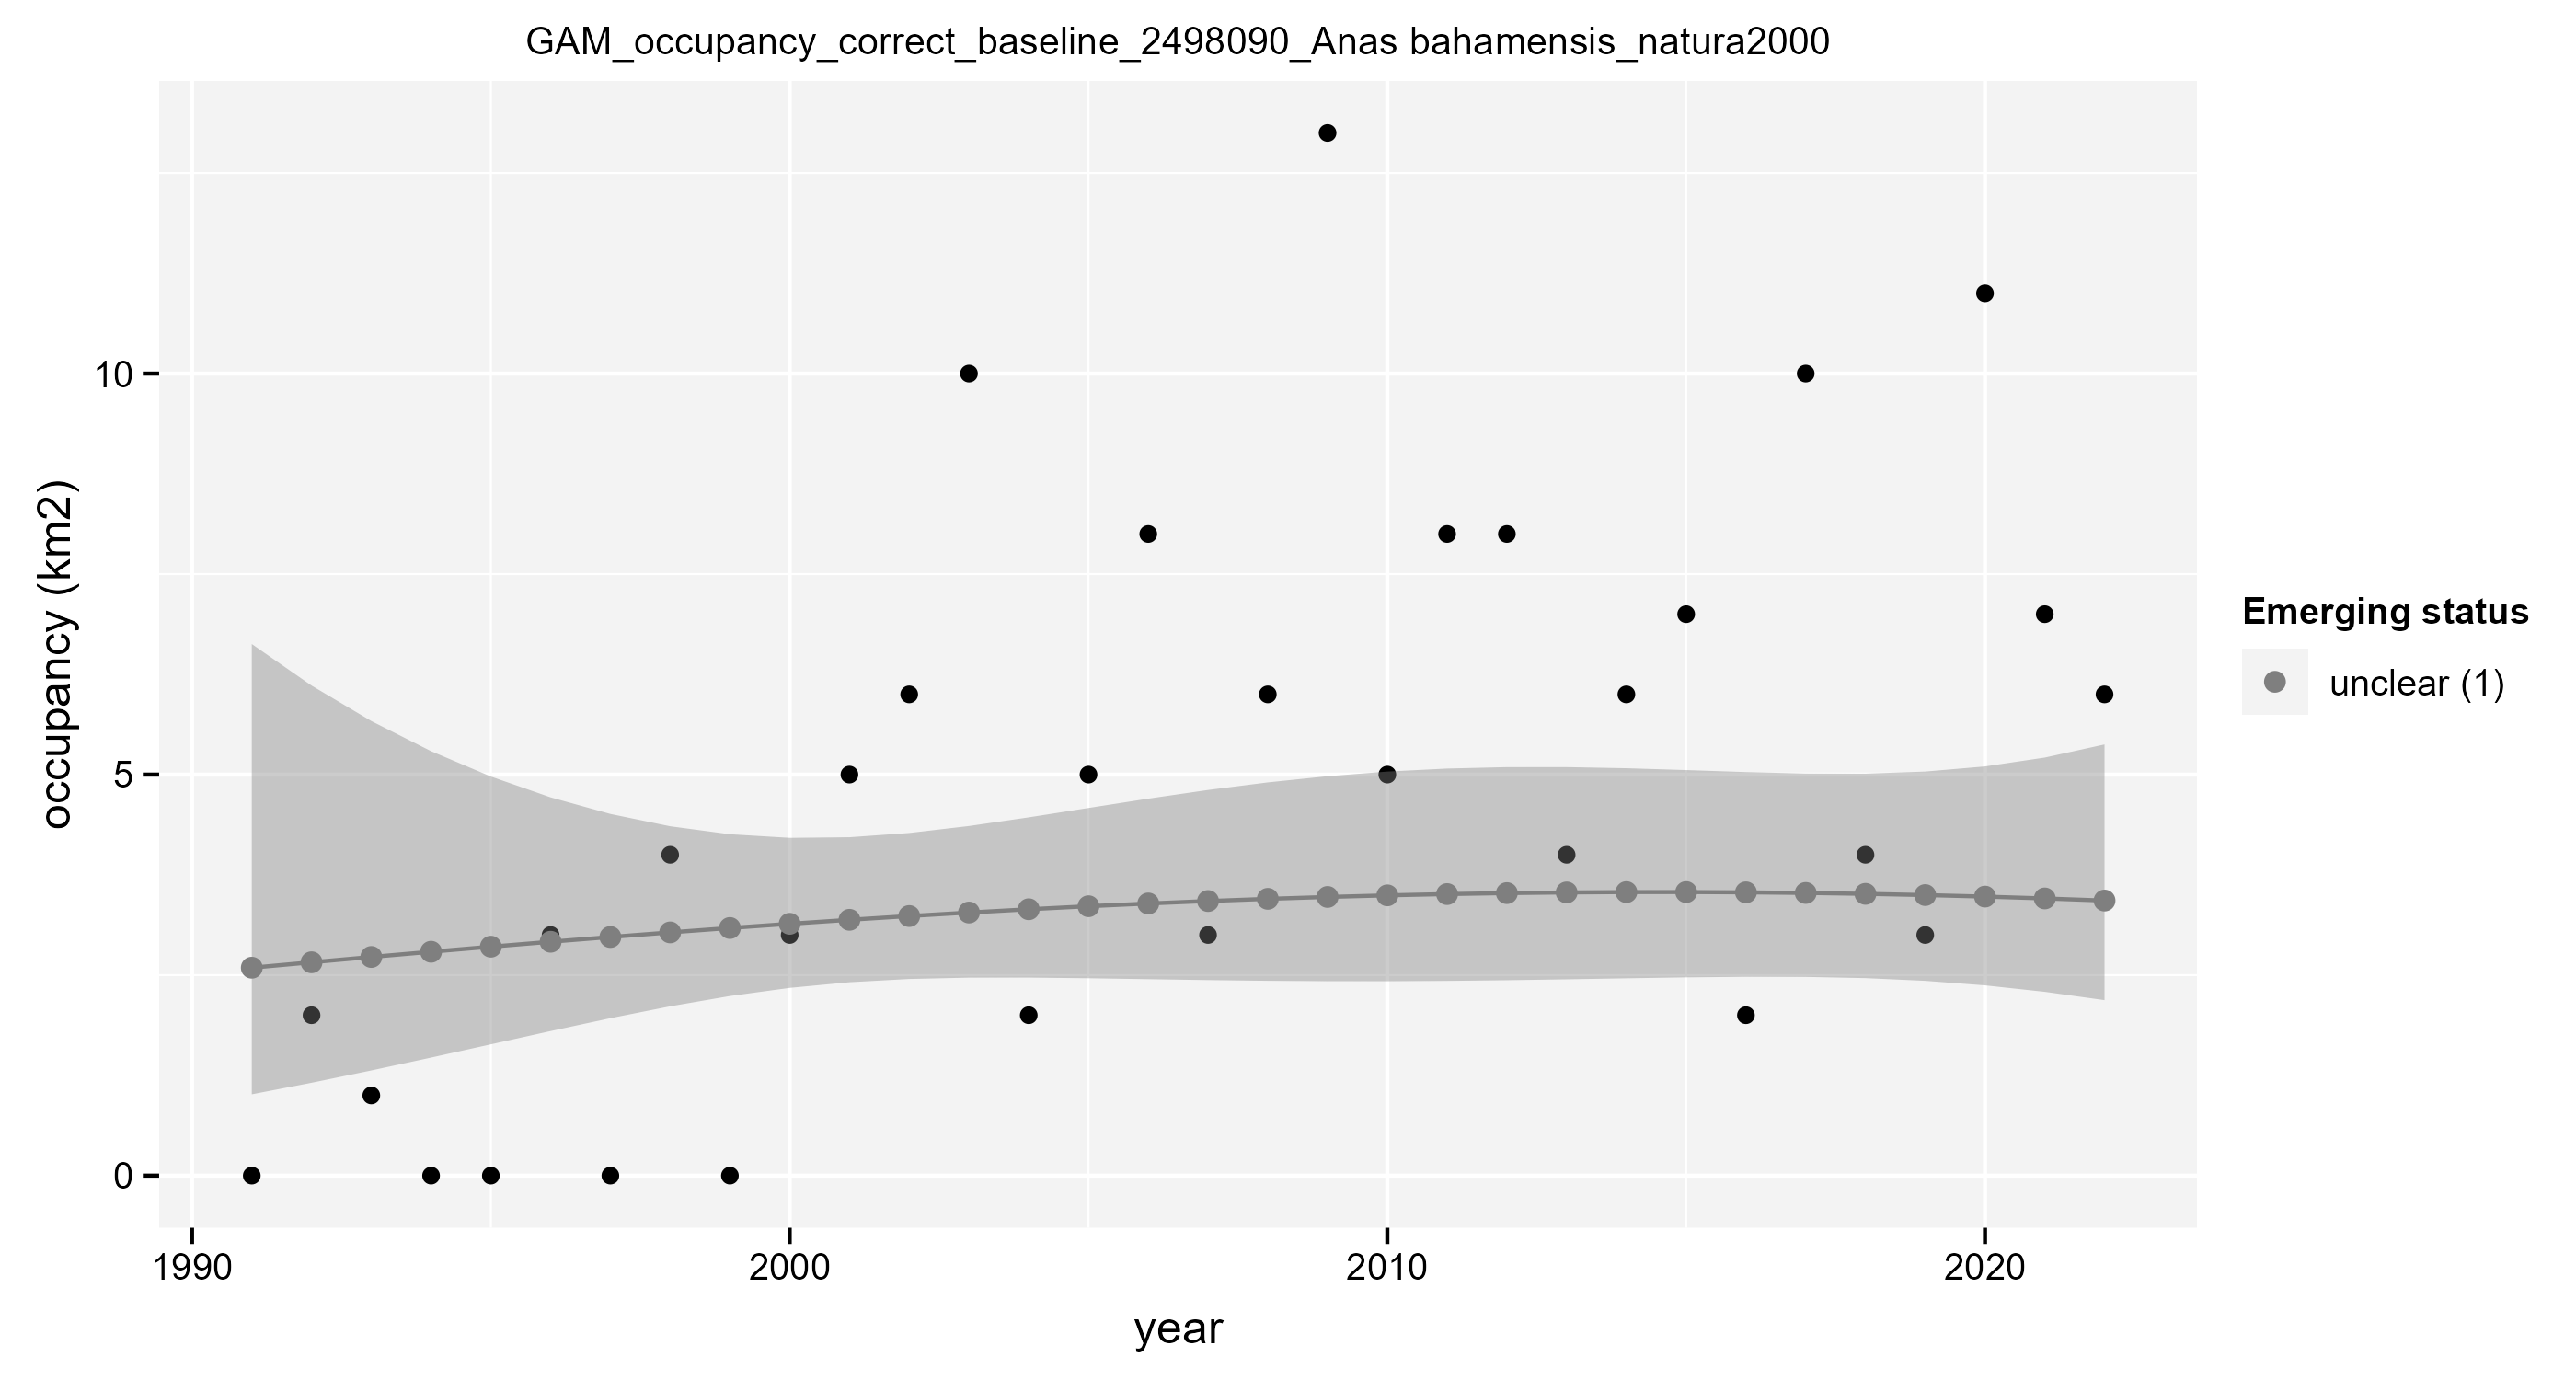 GAM_occupancy_correct_baseline_2498090_Anas bahamensis_natura2000
occupancy (km2)
10
5
0
1990
2000
2010
2020
year
Emerging status
unclear (1)